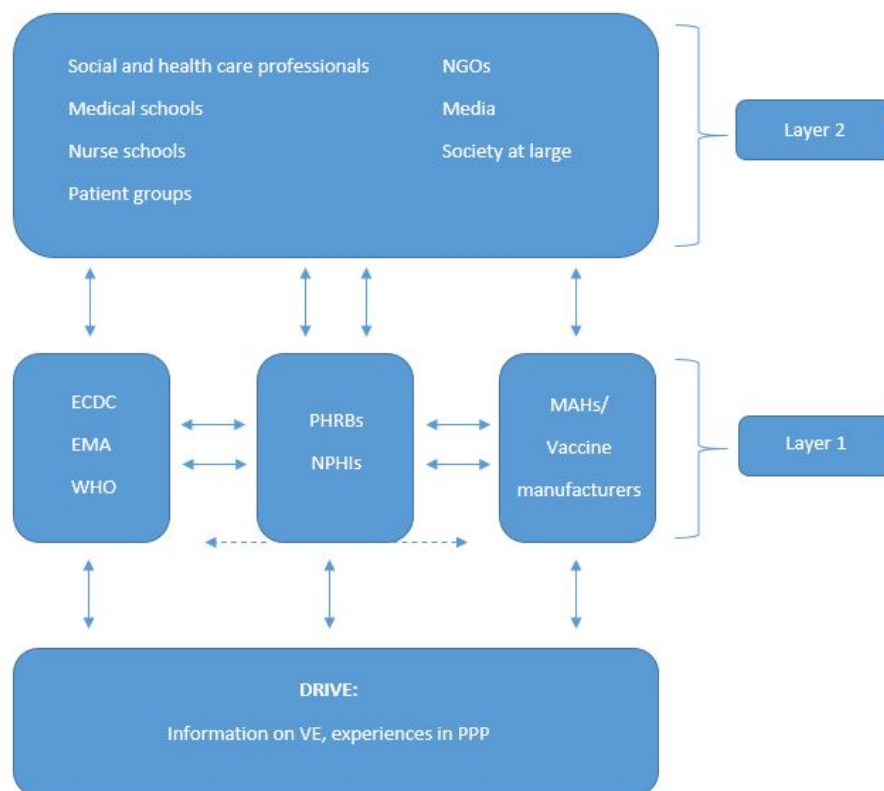 Social and health care professionals
Medical schools
Nurse schools
Patient groups
NGOs
Media
Society at large
Layer 2
ECDC
EMA
WHO
PHRBs
NPHIs
MAHs/
Vaccine
manufacturers
Layer 1
DRIVE:
Information on VE, experiences in PPP